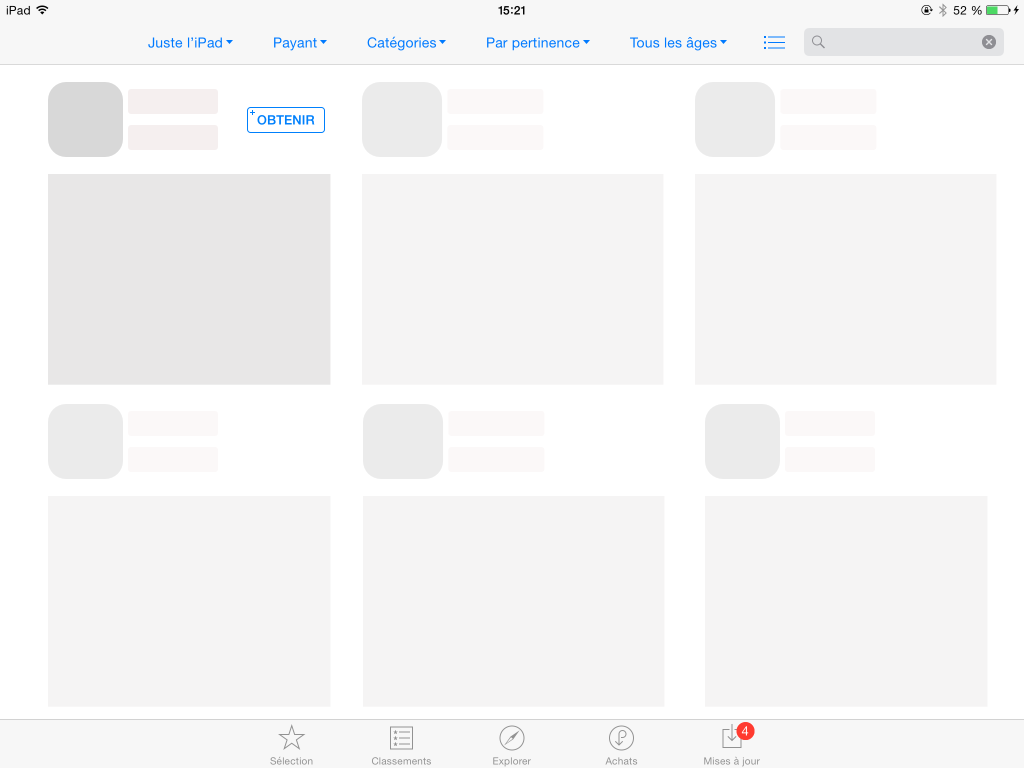 iPad 15:21 52 %
Juste l'iPad Payant Catégories Par pertinence Tous les âges
+ OBTENIR
4
Sélection Classements Explorer Achats Mises à jour